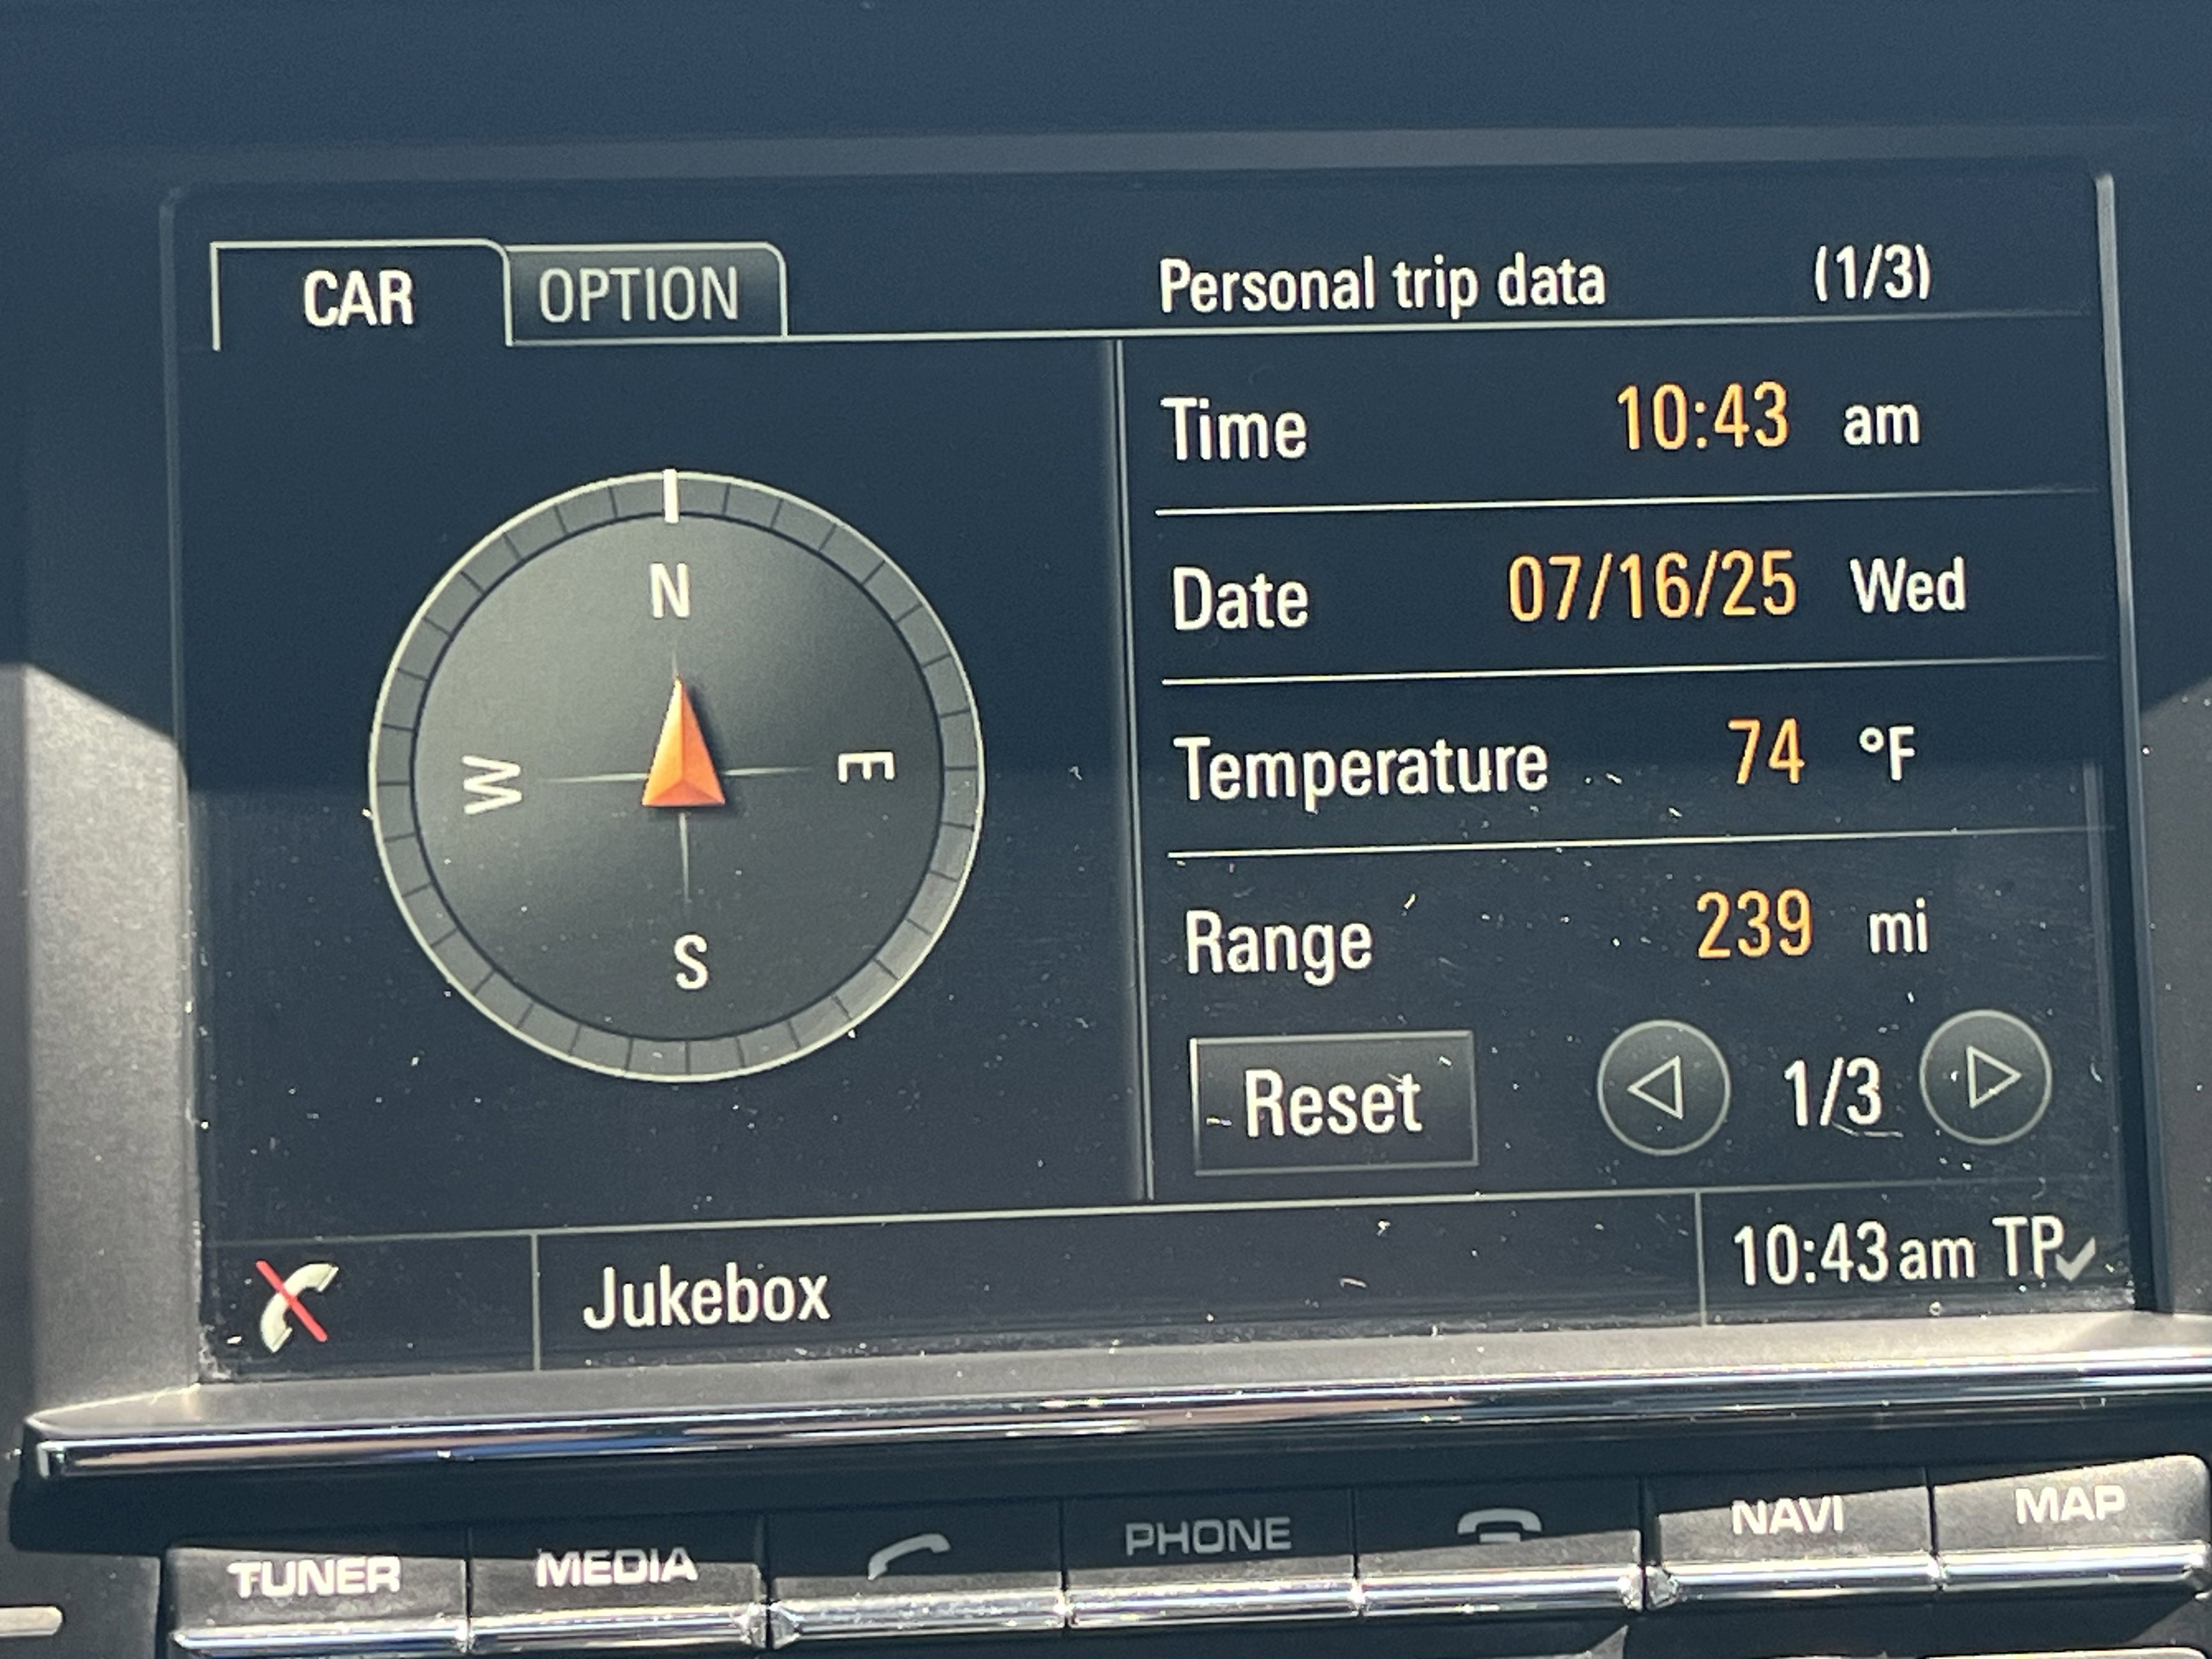 CAR OPTION Personal trip data (1/3)
Time 10:43 am
Date 07/16/25 Wed
N
Temperature 74 °F
W E
Range 239 mi
S
Reset 1/3
Jukebox 10:43 am TP
TUNER MEDIA PHONE NAVI MAP